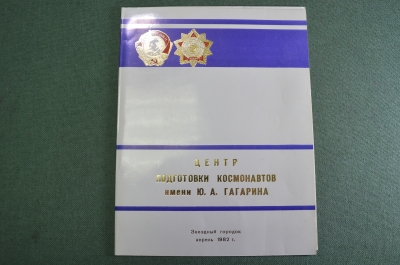 ЦЕНТР
ПОДГОТОВКИ КОСМОНАВТОВ
имени Ю. А. ГАГАРИНА
Звездный городок
апрель 1983 г.